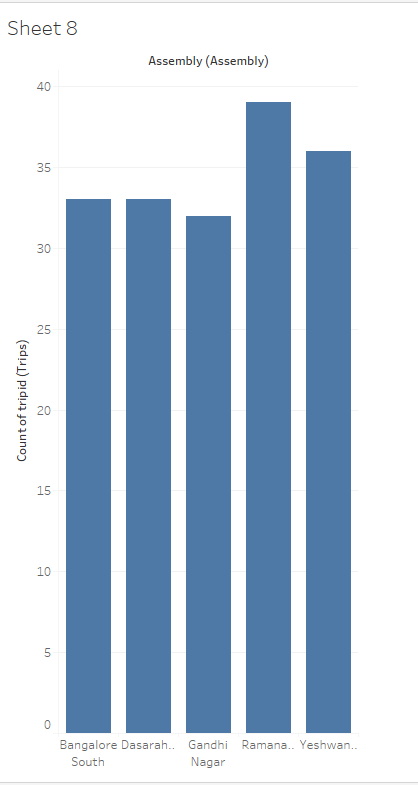 Sheet 8
Assembly (Assembly)
Count of tripid (Trips)
40
35
30
25
20
15
10
5
0
Bangalore South
Dasarah..
Gandhi Nagar
Ramana..
Yeshwan..